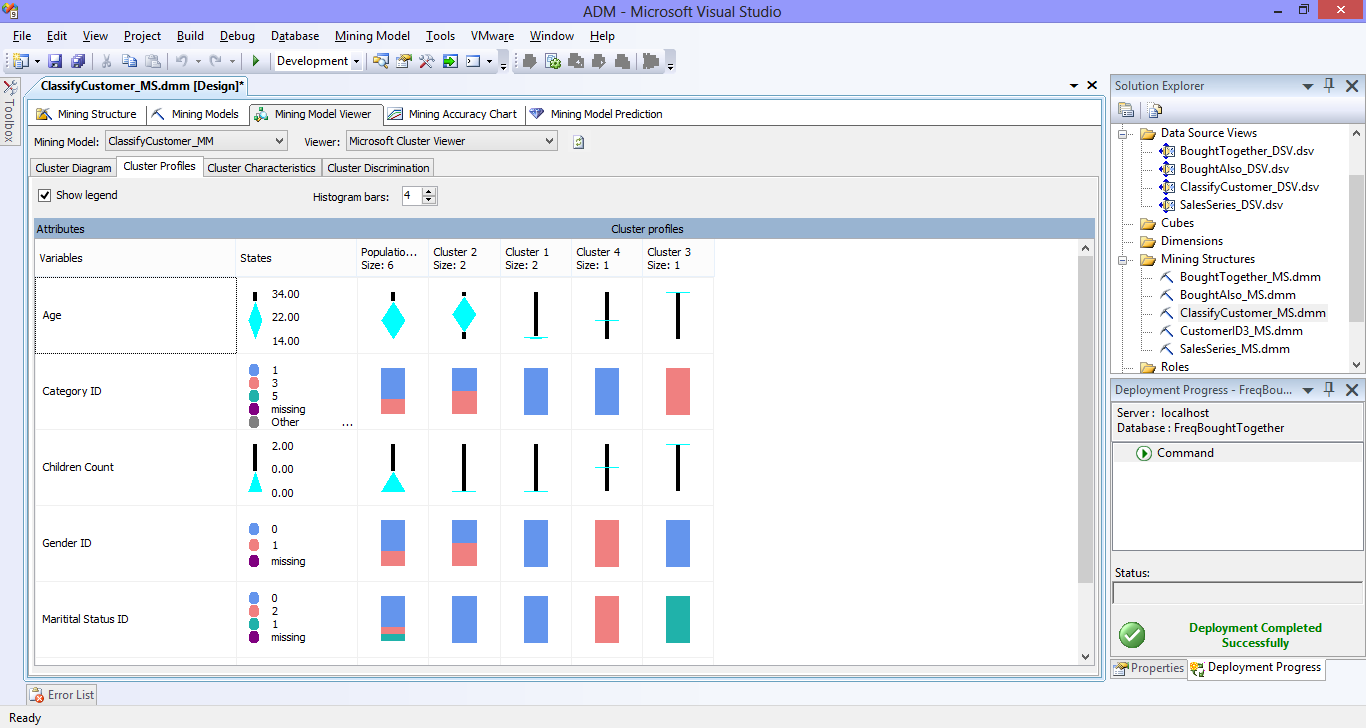 ADM - Microsoft Visual Studio
File Edit View Project Build Debug Database Mining Model Tools VMware Window Help
Development
Toolbox
ClassifyCustomer_MS.dmm [Design]*
Mining Structure Mining Models Mining Model Viewer Mining Accuracy Chart Mining Model Prediction
Mining Model: ClassifyCustomer_MM Viewer: Microsoft Cluster Viewer
Cluster Diagram Cluster Profiles Cluster Characteristics Cluster Discrimination
Show legend Histogram bars: 4
Attributes Cluster profiles
Variables States Populatio... Cluster 2 Cluster 1 Cluster 4 Cluster 3
Size: 6 Size: 2 Size: 2 Size: 1 Size: 1
Age
34.00
22.00
14.00
Category ID
1
3
5
missing
Other ...
Children Count
2.00
0.00
0.00
Gender ID
0
1
missing
Maritital Status ID
0
2
1
missing
Solution Explorer
Data Source Views
BoughtTogether_DSV.dsv
BoughtAlso_DSV.dsv
ClassifyCustomer_DSV.dsv
SalesSeries_DSV.dsv
Cubes
Dimensions
Mining Structures
BoughtTogether_MS.dmm
BoughtAlso_MS.dmm
ClassifyCustomer_MS.dmm
CustomerID3_MS.dmm
SalesSeries_MS.dmm
Roles
Deployment Progress - FreqBou...
Server : localhost
Database : FreqBoughtTogether
Command
Status:
Deployment Completed
Successfully
Properties Deployment Progress
Error List
Ready